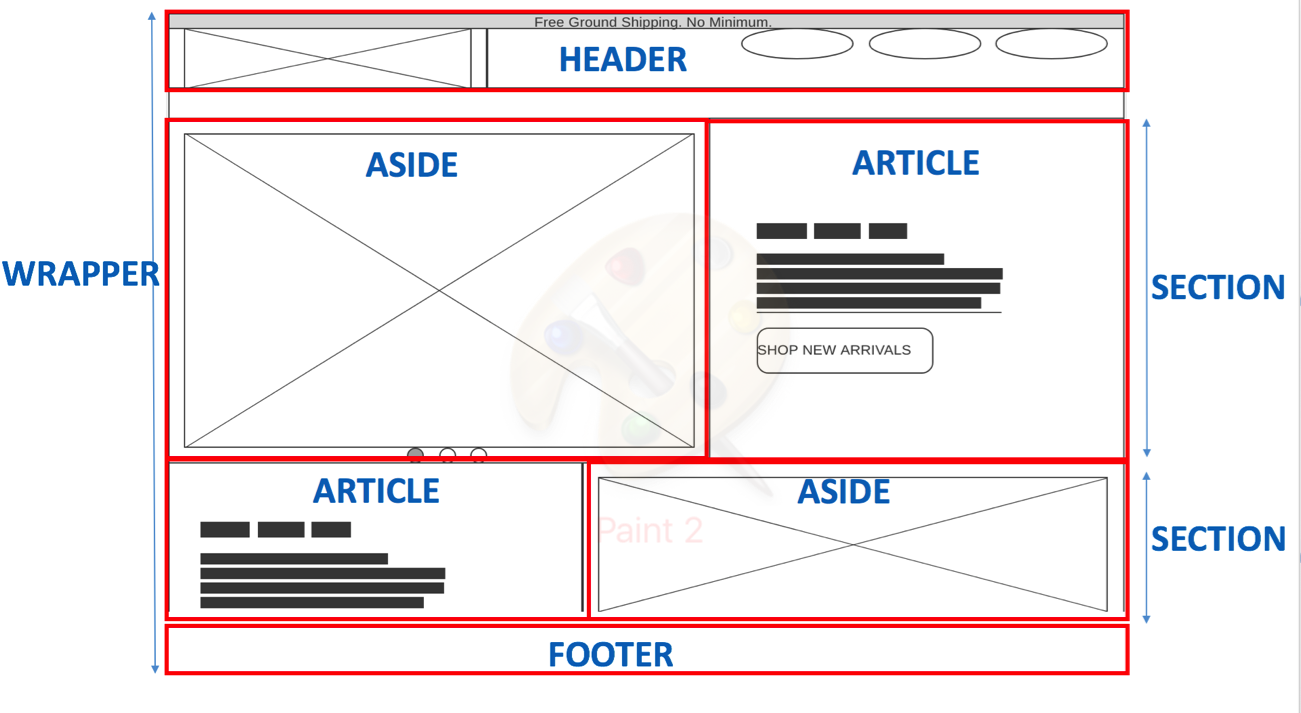 Free Ground Shipping. No Minimum.
HEADER
ASIDE
ARTICLE
WRAPPER
SECTION
SHOP NEW ARRIVALS
ARTICLE
ASIDE
Paint 2
SECTION
FOOTER